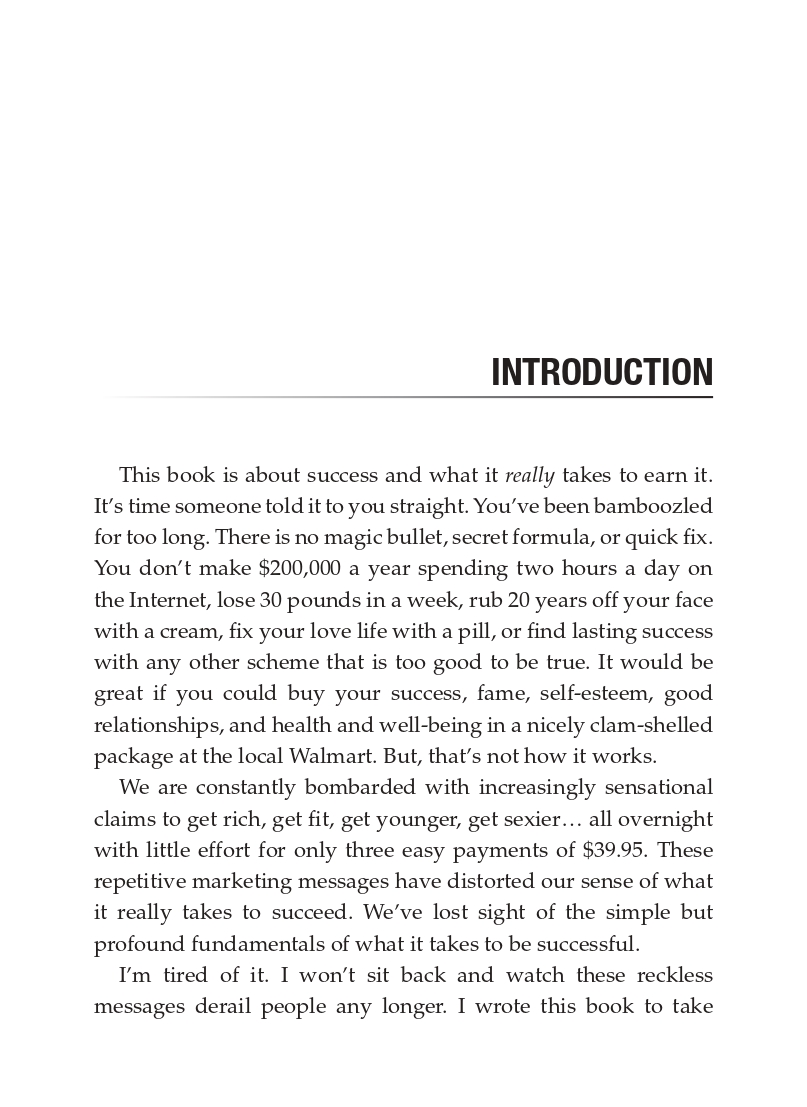 INTRODUCTION
This book is about success and what it really takes to earn it.
It’s time someone told it to you straight. You’ve been bamboozled
for too long. There is no magic bullet, secret formula, or quick fix.
You don’t make $200,000 a year spending two hours a day on
the Internet, lose 30 pounds in a week, rub 20 years off your face
with a cream, fix your love life with a pill, or find lasting success
with any other scheme that is too good to be true. It would be
great if you could buy your success, fame, self-esteem, good
relationships, and health and well-being in a nicely clam-shelled
package at the local Walmart. But, that’s not how it works.
We are constantly bombarded with increasingly sensational
claims to get rich, get fit, get younger, get sexier… all overnight
with little effort for only three easy payments of $39.95. These
repetitive marketing messages have distorted our sense of what
it really takes to succeed. We’ve lost sight of the simple but
profound fundamentals of what it takes to be successful.
I’m tired of it. I won’t sit back and watch these reckless
messages derail people any longer. I wrote this book to take